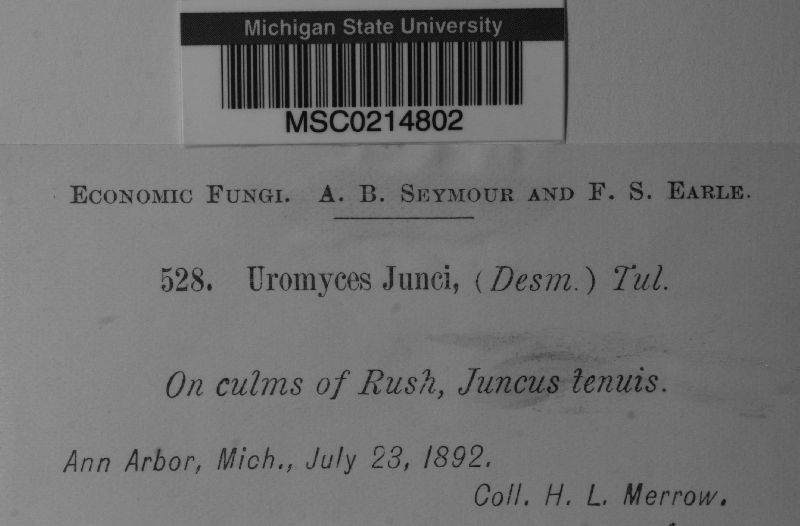 Michigan State University
MSC0214802
Economic Fungi. A. B. Seymour and F. S. Earle.
528. Uromyces Junci, (Desm.) Tul.
On culms of Rush, Juncus tenuis.
Ann Arbor, Mich., July 23, 1892.
Coll. H. L. Merrow.